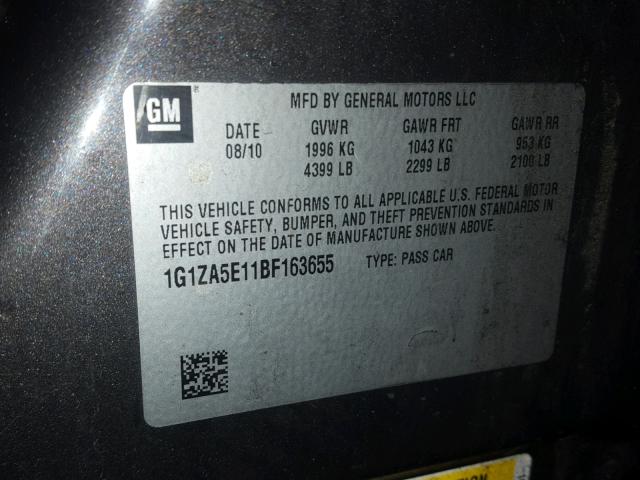 GM
MFD BY GENERAL MOTORS LLC
DATE GVWR GAWR FRT GAWR RR
08/10 1996 KG 1043 KG 953 KG
4399 LB 2299 LB 2100 LB
THIS VEHICLE CONFORMS TO ALL APPLICABLE U.S. FEDERAL MOTOR
VEHICLE SAFETY, BUMPER, AND THEFT PREVENTION STANDARDS IN
EFFECT ON THE DATE OF MANUFACTURE SHOWN ABOVE.
1G1ZA5E11BF163655 TYPE: PASS CAR